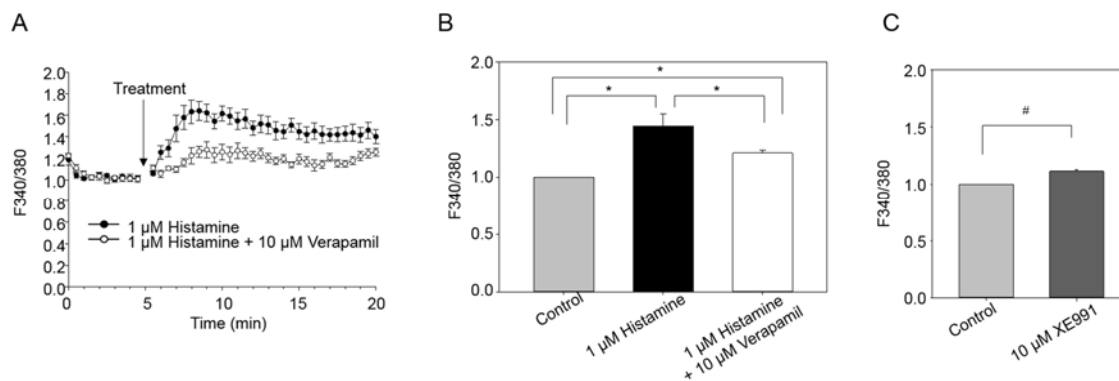 A
2.0
1.8
1.6
1.4
1.2
1.0
0.8
0.6
0.4
0.2
0.0
F340/380
Treatment
1 µM Histamine
1 µM Histamine + 10 µM Verapamil
0 5 10 15 20
Time (min)
B
2.0
1.5
1.0
0.5
0.0
F340/380
*
* *
Control
1 µM Histamine
1 µM Histamine
+ 10 µM Verapamil
C
2.0
1.5
1.0
0.5
0.0
F340/380
#
Control
10 µM XE991